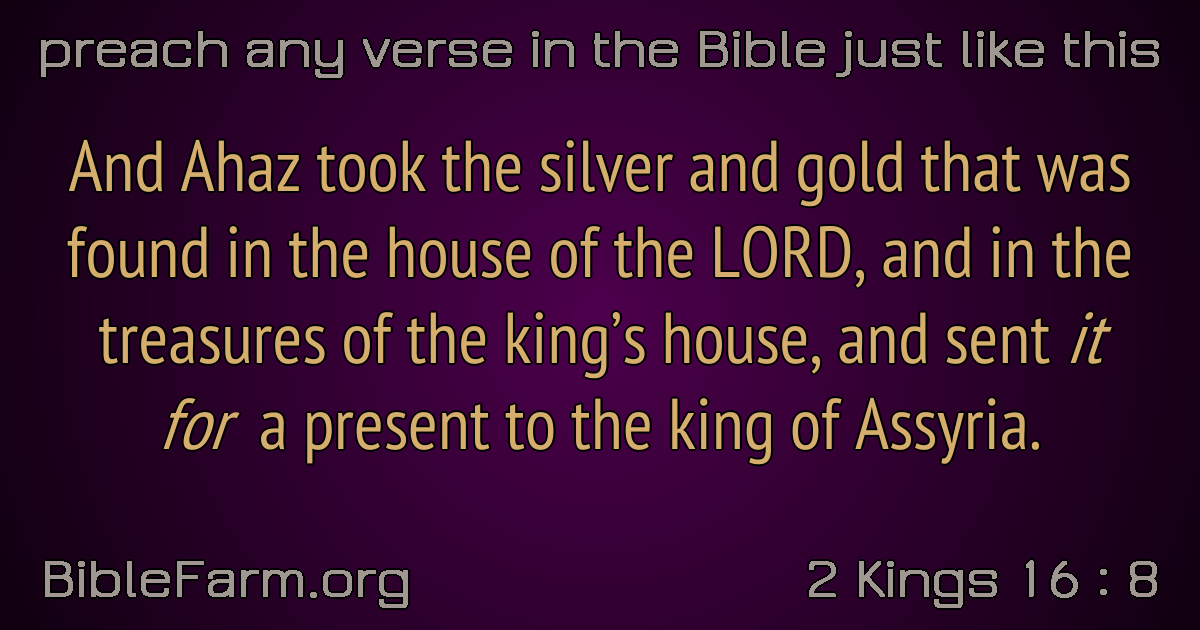 preach any verse in the Bible just like this
And Ahaz took the silver and gold that was
found in the house of the LORD, and in the
treasures of the king’s house, and sent it
for a present to the king of Assyria.
BibleFarm.org
2 Kings 16 : 8